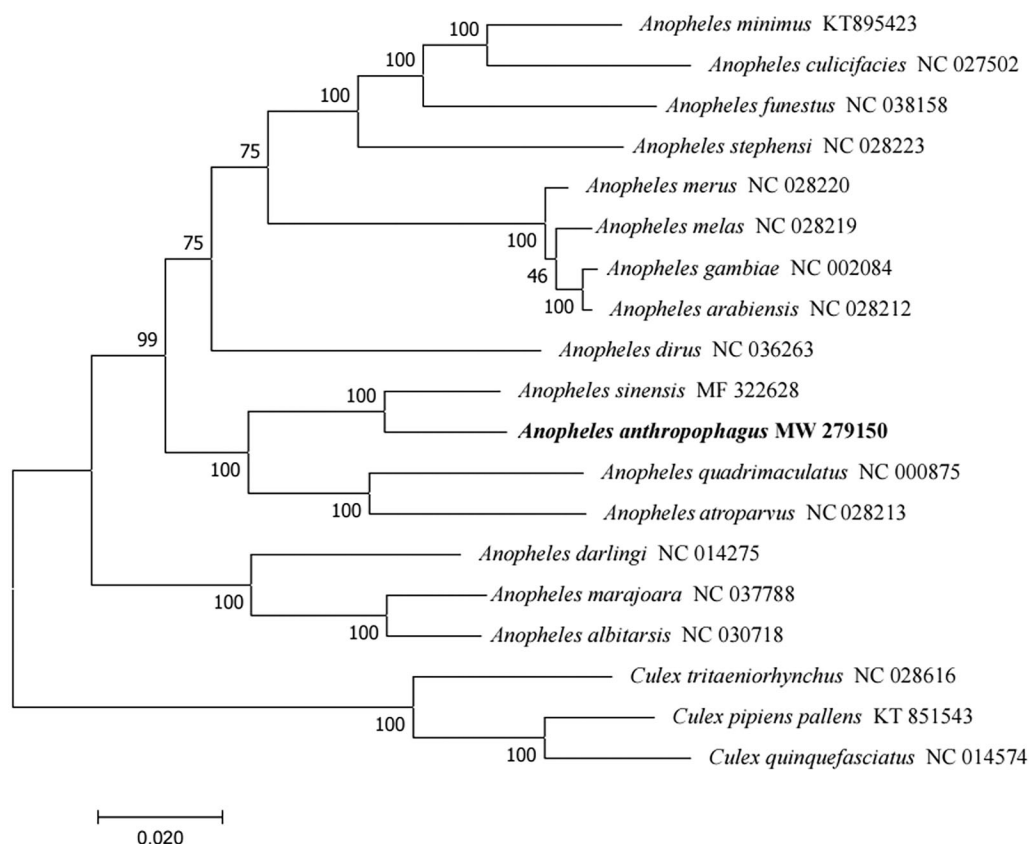 100
Anopheles minimus KT895423
100
Anopheles culicifacies NC 027502
100
Anopheles funestus NC 038158
75
Anopheles stephensi NC 028223
Anopheles merus NC 028220
75
100
Anopheles melas NC 028219
46
Anopheles gambiae NC 002084
100
Anopheles arabiensis NC 028212
99
Anopheles dirus NC 036263
100
Anopheles sinensis MF 322628
Anopheles anthropophagus MW 279150
100
Anopheles quadrimaculatus NC 000875
100
Anopheles atroparvus NC 028213
Anopheles darlingi NC 014275
100
Anopheles marajoara NC 037788
100
Anopheles albitarsis NC 030718
Culex tritaeniorhynchus NC 028616
100
Culex pipiens pallens KT 851543
100
Culex quinquefasciatus NC 014574
0.020